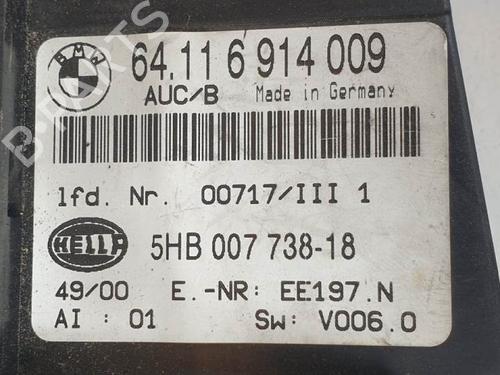 BMW
64.11 6 914 009
AUC/B Made in Germany
lfd. Nr. 00717/III 1
HELLA
5HB 007 738-18
49/00 E.-NR: EE197.N
AI : 01 Sw: V006.0
B-PARTS